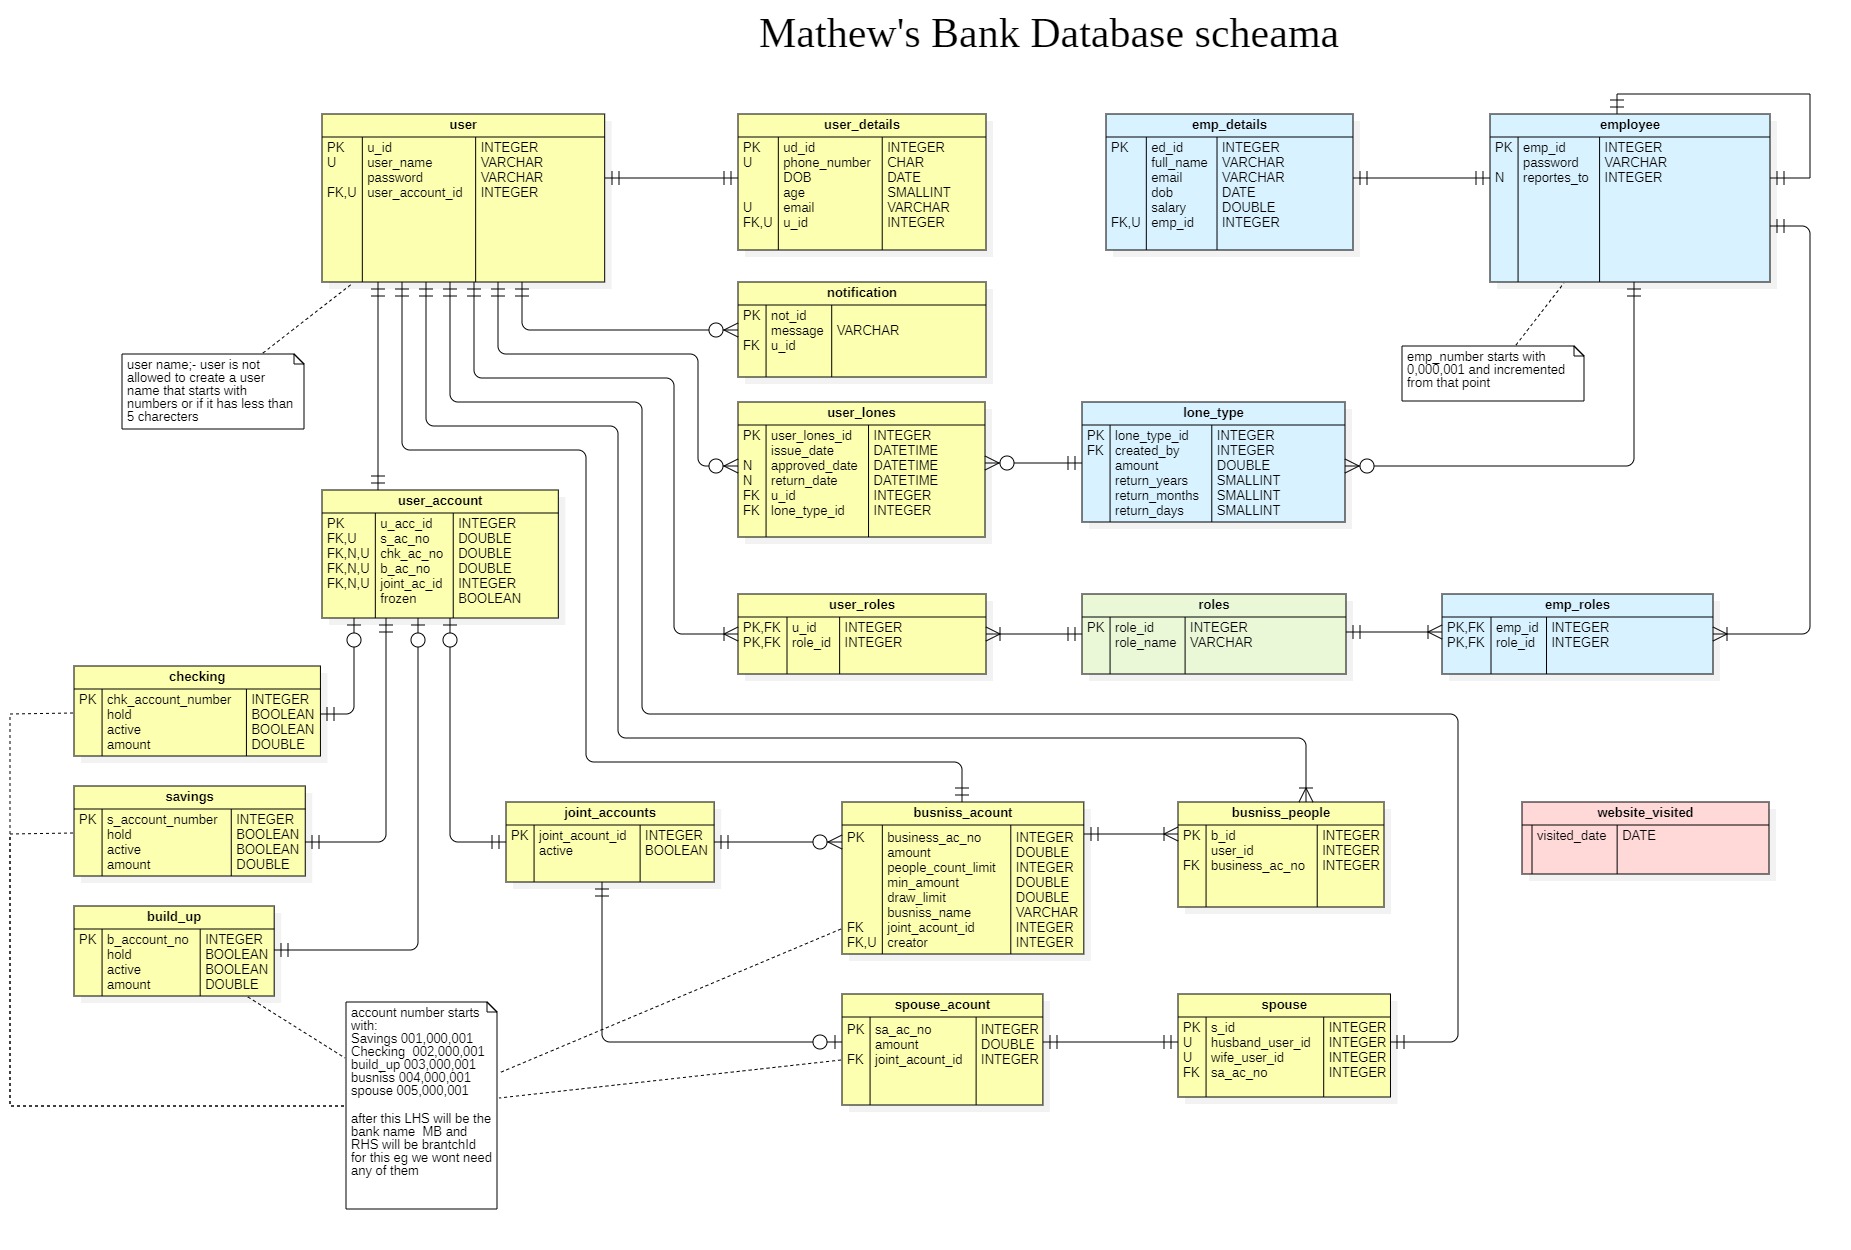 Mathew's Bank Database scheama
user
PK u_id INTEGER
U user_name VARCHAR
password VARCHAR
FK,U user_account_id INTEGER
user_details
PK ud_id INTEGER
U phone_number CHAR
DOB DATE
age SMALLINT
U email VARCHAR
FK,U u_id INTEGER
emp_details
PK ed_id INTEGER
full_name VARCHAR
email VARCHAR
dob DATE
salary DOUBLE
FK,U emp_id INTEGER
employee
PK emp_id INTEGER
password VARCHAR
N reportes_to INTEGER
notification
PK not_id
message VARCHAR
FK u_id
user name;- user is not
allowed to create a user
name that starts with
numbers or if it has less than
5 charecters
emp_number starts with
0,000,001 and incremented
from that point
user_lones
PK user_lones_id INTEGER
issue_date DATETIME
N approved_date DATETIME
N return_date DATETIME
FK u_id INTEGER
FK lone_type_id INTEGER
lone_type
PK lone_type_id INTEGER
FK created_by INTEGER
amount DOUBLE
return_years SMALLINT
return_months SMALLINT
return_days SMALLINT
user_account
PK u_acc_id INTEGER
FK,U s_ac_no DOUBLE
FK,N,U chk_ac_no DOUBLE
FK,N,U b_ac_no DOUBLE
FK,N,U joint_ac_id INTEGER
frozen BOOLEAN
user_roles
PK,FK u_id INTEGER
PK,FK role_id INTEGER
roles
PK role_id INTEGER
role_name VARCHAR
emp_roles
PK,FK emp_id INTEGER
PK,FK role_id INTEGER
checking
PK chk_account_number INTEGER
hold BOOLEAN
active BOOLEAN
amount DOUBLE
savings
PK s_account_number INTEGER
hold BOOLEAN
active BOOLEAN
amount DOUBLE
joint_accounts
PK joint_acount_id INTEGER
active BOOLEAN
busniss_acount
PK business_ac_no INTEGER
amount DOUBLE
people_count_limit INTEGER
min_amount DOUBLE
draw_limit DOUBLE
busniss_name VARCHAR
FK joint_acount_id INTEGER
FK,U creator INTEGER
busniss_people
PK b_id INTEGER
user_id INTEGER
FK business_ac_no INTEGER
website_visited
visited_date DATE
build_up
PK b_account_no INTEGER
hold BOOLEAN
active BOOLEAN
amount DOUBLE
account number starts
with:
Savings 001,000,001
Checking 002,000,001
build_up 003,000,001
busniss 004,000,001
spouse 005,000,001
after this LHS will be the
bank name MB and
RHS will be brantchId
for this eg we wont need
any of them
spouse_acount
PK sa_ac_no INTEGER
amount DOUBLE
FK joint_acount_id INTEGER
spouse
PK s_id INTEGER
U husband_user_id INTEGER
U wife_user_id INTEGER
FK sa_ac_no INTEGER